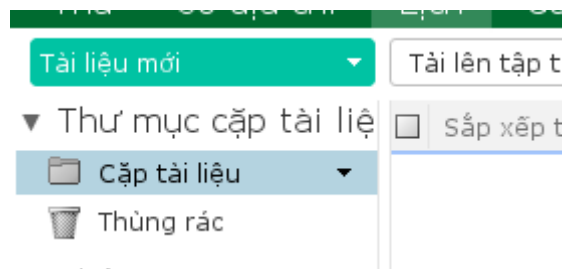 Tài liệu mới
Tải lên tập t
Thư mục cặp tài liệ
Sắp xếp t
Cặp tài liệu
Thùng rác